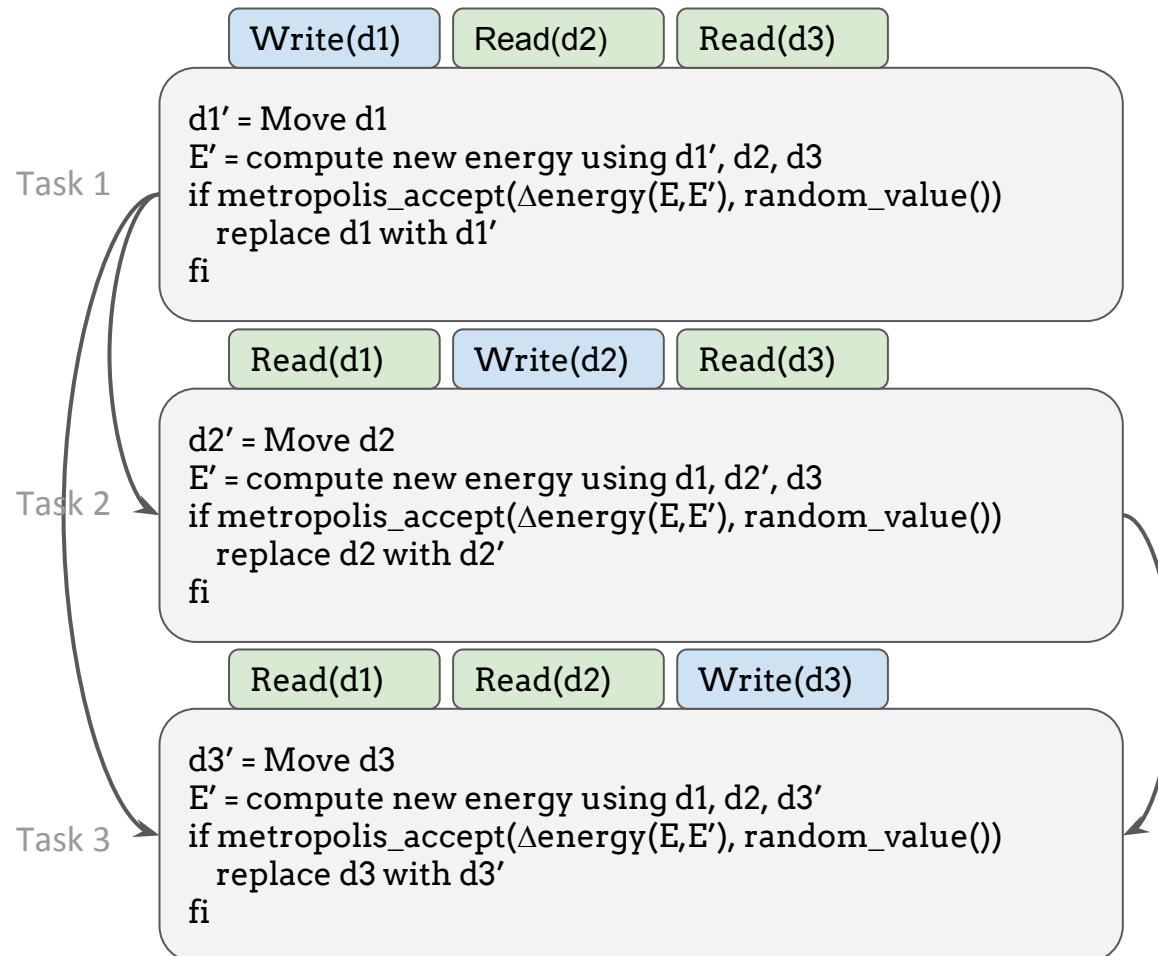 Write(d1) Read(d2) Read(d3)
Task 1
d1′ = Move d1
E′ = compute new energy using d1′, d2, d3
if metropolis_accept(∆energy(E,E′), random_value())
replace d1 with d1′
fi
Read(d1) Write(d2) Read(d3)
Task 2
d2′ = Move d2
E′ = compute new energy using d1, d2′, d3
if metropolis_accept(∆energy(E,E′), random_value())
replace d2 with d2′
fi
Read(d1) Read(d2) Write(d3)
Task 3
d3′ = Move d3
E′ = compute new energy using d1, d2, d3′
if metropolis_accept(∆energy(E,E′), random_value())
replace d3 with d3′
fi